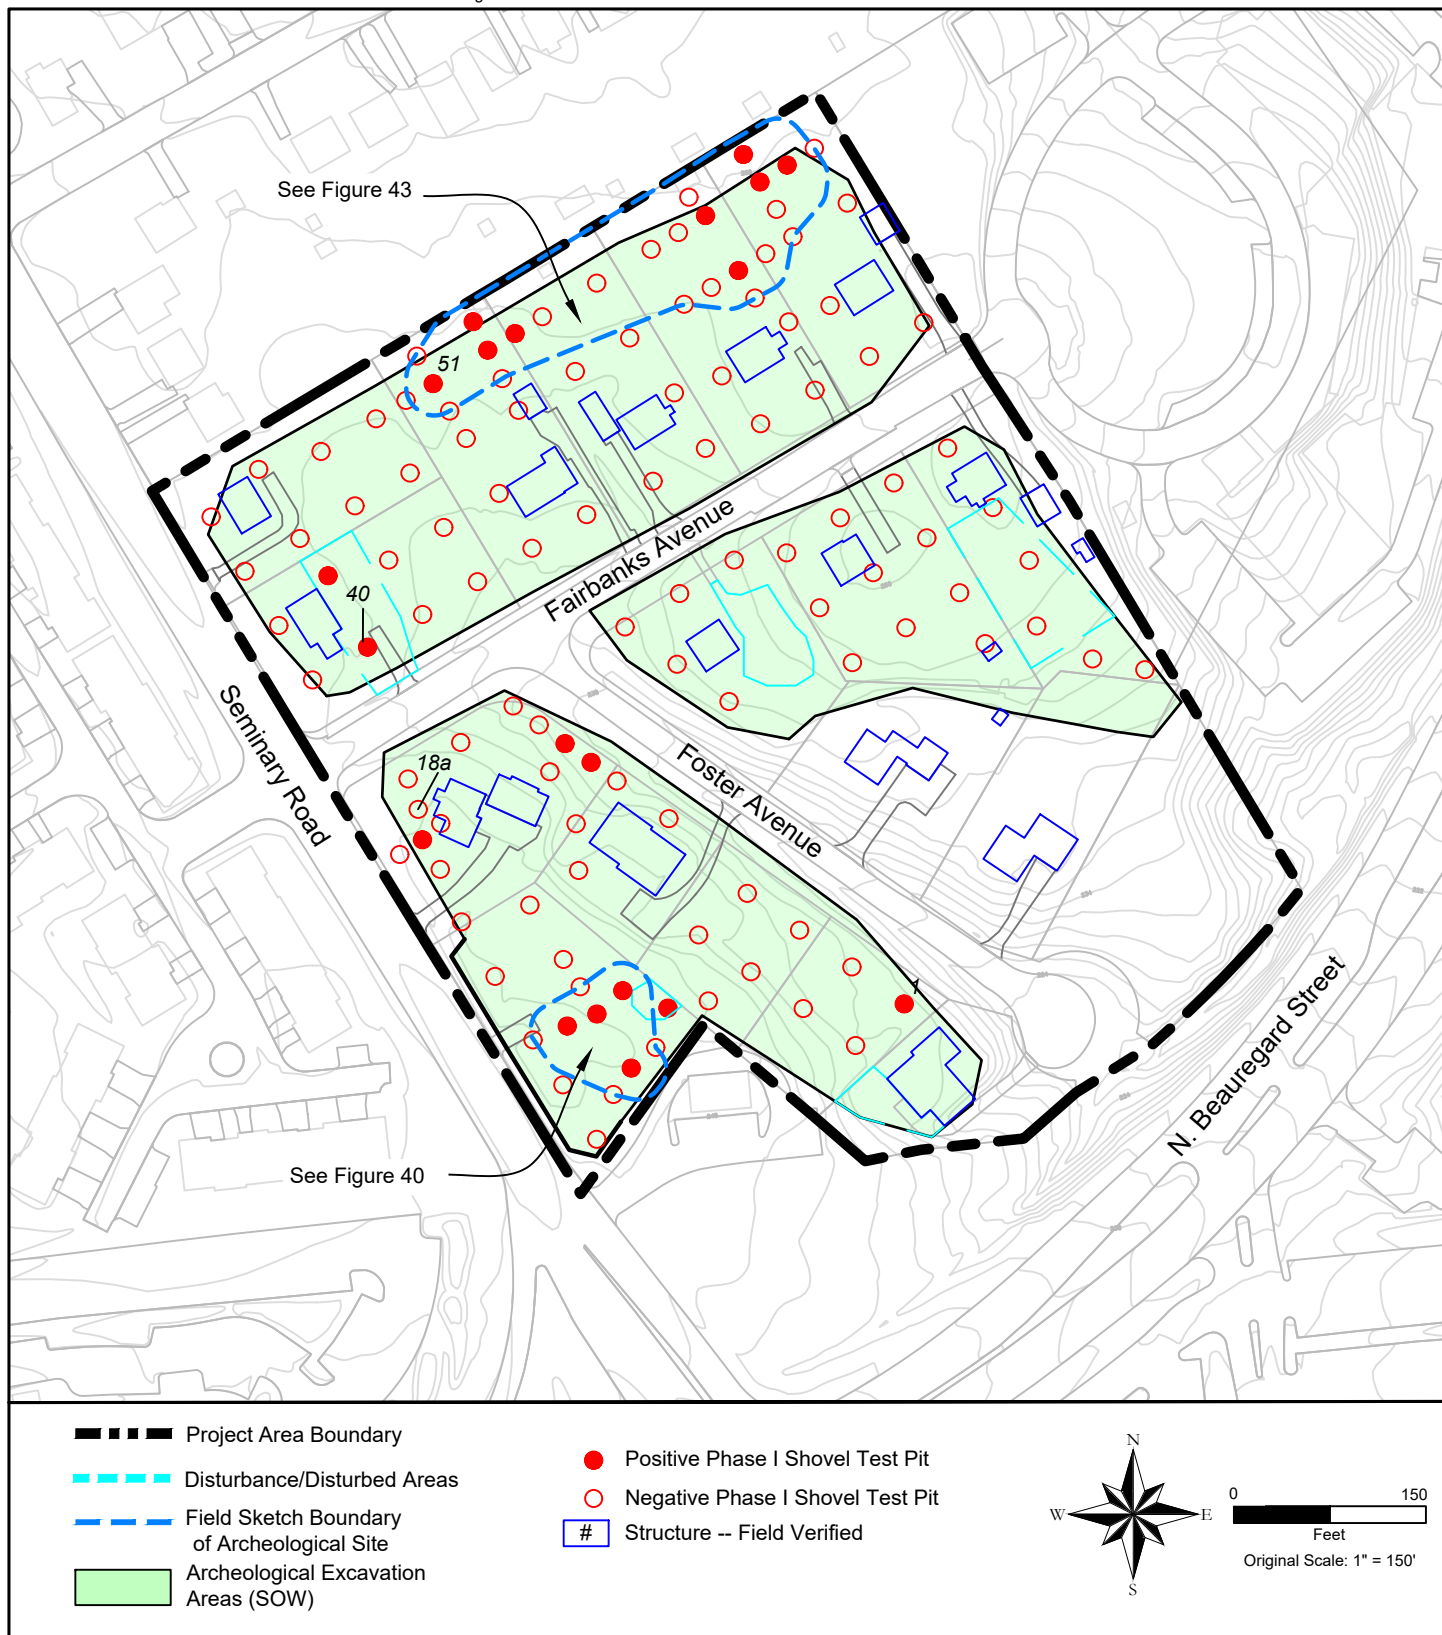 See Figure 43
51
40
Fairbanks Avenue
Seminary Road
18a
Foster Avenue
1
N. Beauregard Street
See Figure 40
Project Area Boundary
Disturbance/Disturbed Areas
Field Sketch Boundary
of Archeological Site
Archeological Excavation
Areas (SOW)
Positive Phase I Shovel Test Pit
Negative Phase I Shovel Test Pit
# Structure -- Field Verified
N
W E
S
0 150
Feet
Original Scale: 1" = 150'